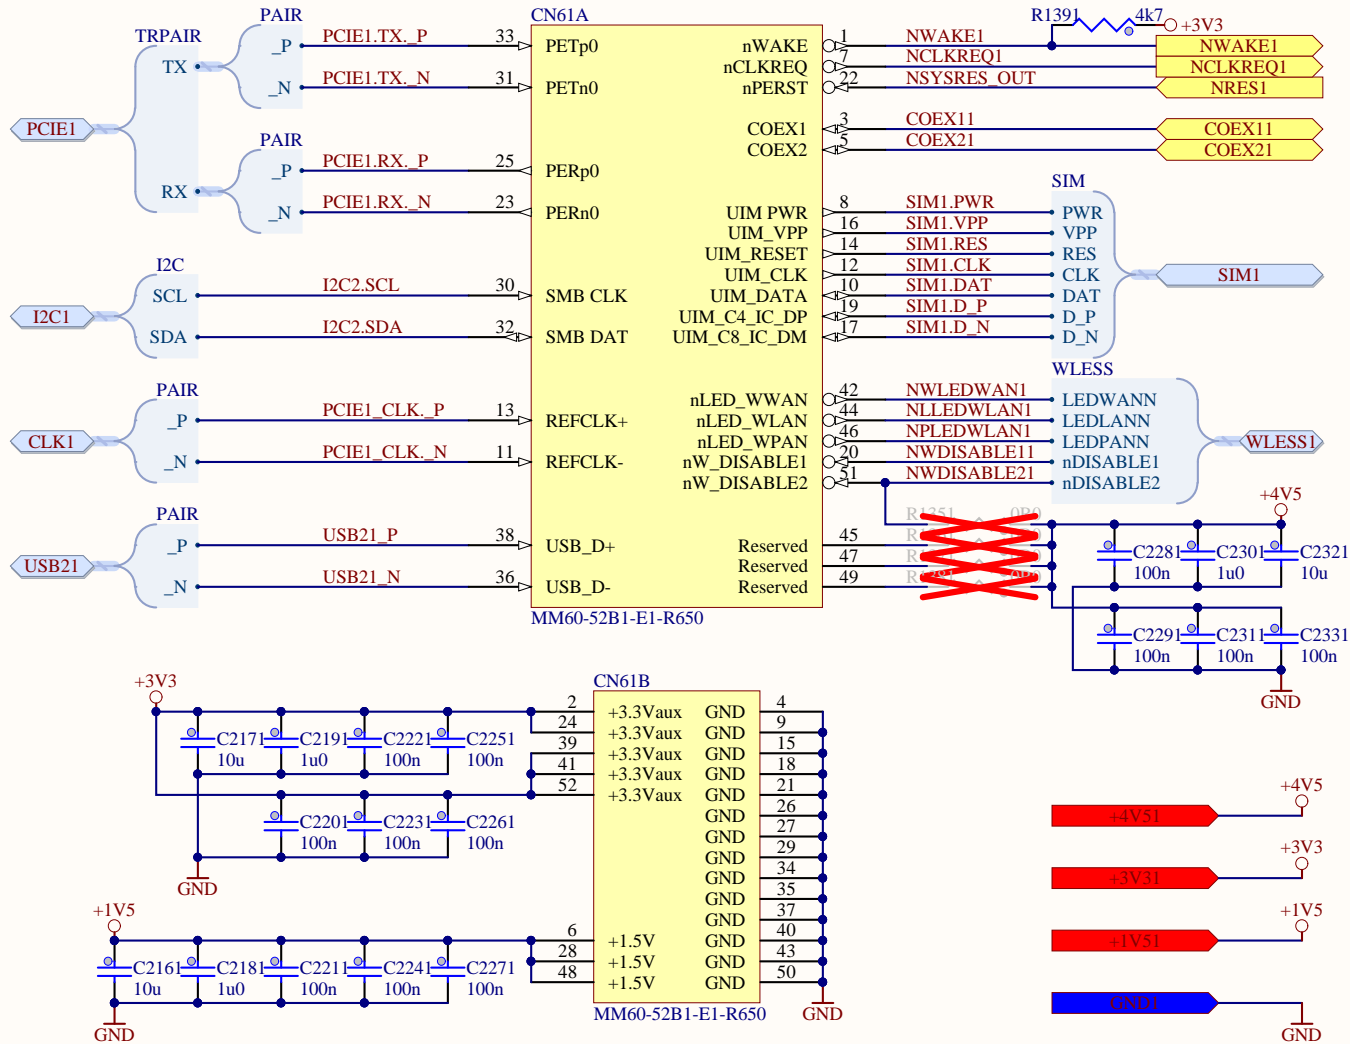 CN61A
R1391 4k7 +3V3
PAIR
TRPAIR
TX
_P PCIE1.TX._P 33 PETp0
_N PCIE1.TX._N 31 PETn0
PCIE1
PAIR
RX
_P PCIE1.RX._P 25 PERp0
_N PCIE1.RX._N 23 PERn0
I2C
I2C1
SCL I2C2.SCL 30 SMB CLK
SDA I2C2.SDA 32 SMB DAT
PAIR
CLK1
_P PCIE1_CLK._P 13 REFCLK+
_N PCIE1_CLK._N 11 REFCLK-
PAIR
USB21
_P USB21_P 38 USB_D+
_N USB21_N 36 USB_D-
nWAKE 1 NWAKE1 NWAKE1
nCLKREQ 7 NCLKREQ1 NCLKREQ1
nPERST 22 NSYSRES_OUT NRES1
COEX1 3 COEX11 COEX11
COEX2 5 COEX21 COEX21
SIM
UIM PWR 8 SIM1.PWR PWR
UIM_VPP 16 SIM1.VPP VPP
UIM_RESET 14 SIM1.RES RES
UIM_CLK 12 SIM1.CLK CLK
SIM1
UIM_DATA 10 SIM1.DAT DAT
UIM_C4_IC_DP 19 SIM1.D_P D_P
UIM_C8_IC_DM 17 SIM1.D_N D_N
WLESS
nLED_WWAN 42 NWLEDWAN1 LEDWANN
nLED_WLAN 44 NLLEDWLAN1 LEDLANN
nLED_WPAN 46 NPLEDWLAN1 LEDPANN
WLESS1
nW_DISABLE1 20 NWDISABLE11 nDISABLE1
nW_DISABLE2 51 NWDISABLE21 nDISABLE2
+4V5
R1351 0R0
Reserved 45
Reserved 47
Reserved 49
C2281 C2301 C2321
100n 1u0 10u
C2291 C2311 C2331
100n 100n 100n
GND
MM60-52B1-E1-R650
CN61B
+3V3
2 +3.3Vaux GND 4
24 GND 9
39 +3.3Vaux GND 15
41 +3.3Vaux GND 18
52 +3.3Vaux GND 21
GND 26
GND 27
GND 29
GND 34
GND 35
GND 37
6 +1.5V GND 40
28 +1.5V GND 43
48 +1.5V GND 50
C2171 C2191 C2221 C2251
10u 1u0 100n 100n
C2201 C2231 C2261
100n 100n 100n
GND
+1V5
C2161 C2181 C2211 C2241 C2271
10u 1u0 100n 100n 100n
GND
MM60-52B1-E1-R650
GND
+4V5
+4V51
+3V3
+3V31
+1V5
+1V51
GND1
GND